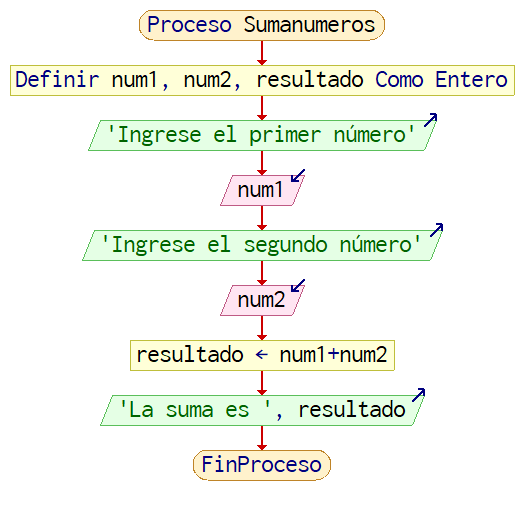 Proceso Sumanumeros
Definir num1, num2, resultado Como Entero
'Ingrese el primer número'
num1
'Ingrese el segundo número'
num2
resultado ← num1+num2
'La suma es ', resultado
FinProceso